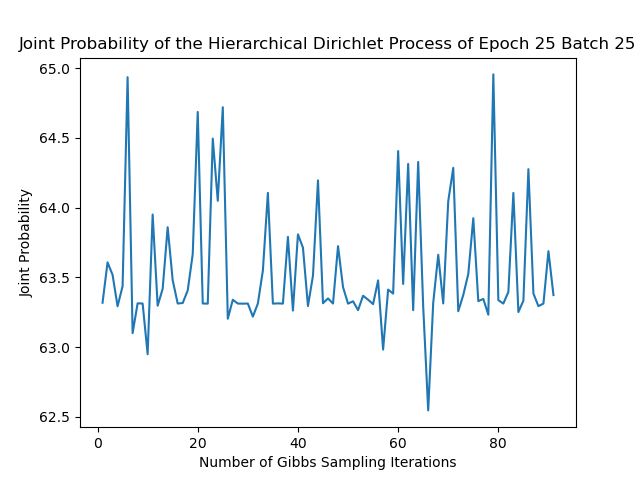 Joint Probability of the Hierarchical Dirichlet Process of Epoch 25 Batch 25
65.0
64.5
64.0
63.5
63.0
62.5
Joint Probability
0 20 40 60 80
Number of Gibbs Sampling Iterations